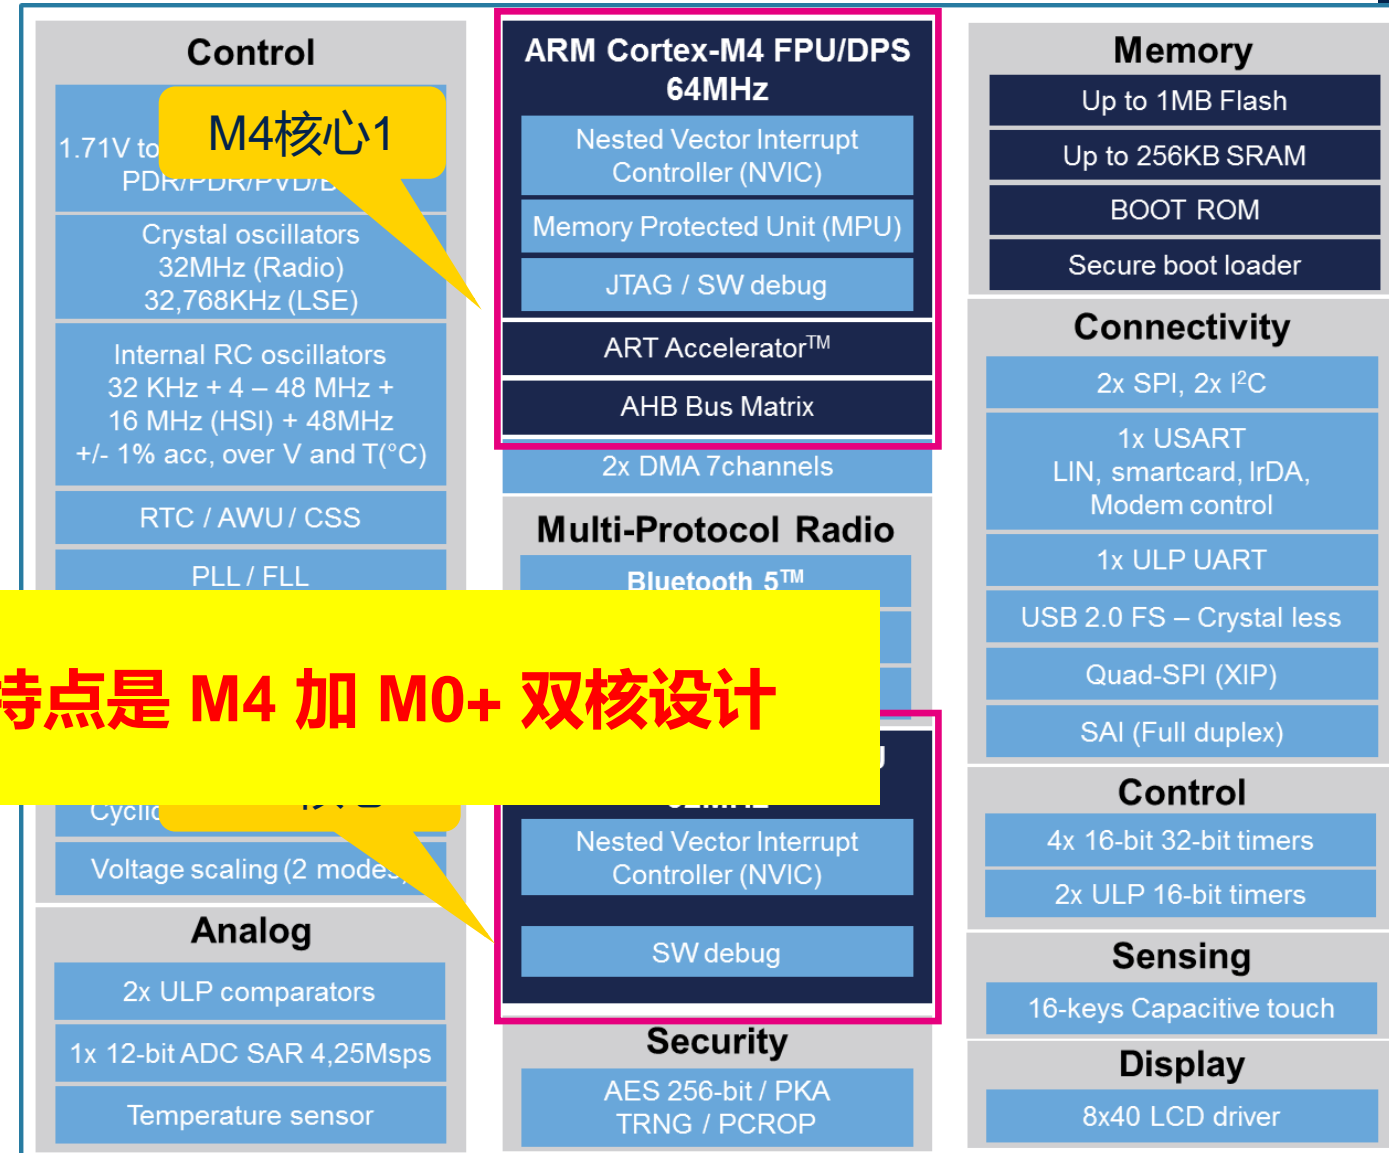 Control
1.71V to
PDR/PDR/PVD/
Crystal oscillators
32MHz (Radio)
32,768KHz (LSE)
Internal RC oscillators
32 KHz + 4 – 48 MHz +
16 MHz (HSI) + 48MHz
+/- 1% acc, over V and T(°C)
RTC / AWU / CSS
PLL / FLL
Voltage scaling (2 modes)
Analog
2x ULP comparators
1x 12-bit ADC SAR 4,25Msps
Temperature sensor
M4核心1
ARM Cortex-M4 FPU/DPS
64MHz
Nested Vector Interrupt
Controller (NVIC)
Memory Protected Unit (MPU)
JTAG / SW debug
ART Accelerator™
AHB Bus Matrix
2x DMA 7channels
Multi-Protocol Radio
Bluetooth 5™
特点是 M4 加 M0+ 双核设计
Nested Vector Interrupt
Controller (NVIC)
SW debug
Security
AES 256-bit / PKA
TRNG / PCROP
Memory
Up to 1MB Flash
Up to 256KB SRAM
BOOT ROM
Secure boot loader
Connectivity
2x SPI, 2x I²C
1x USART
LIN, smartcard, IrDA,
Modem control
1x ULP UART
USB 2.0 FS – Crystal less
Quad-SPI (XIP)
SAI (Full duplex)
Control
4x 16-bit 32-bit timers
2x ULP 16-bit timers
Sensing
16-keys Capacitive touch
Display
8x40 LCD driver